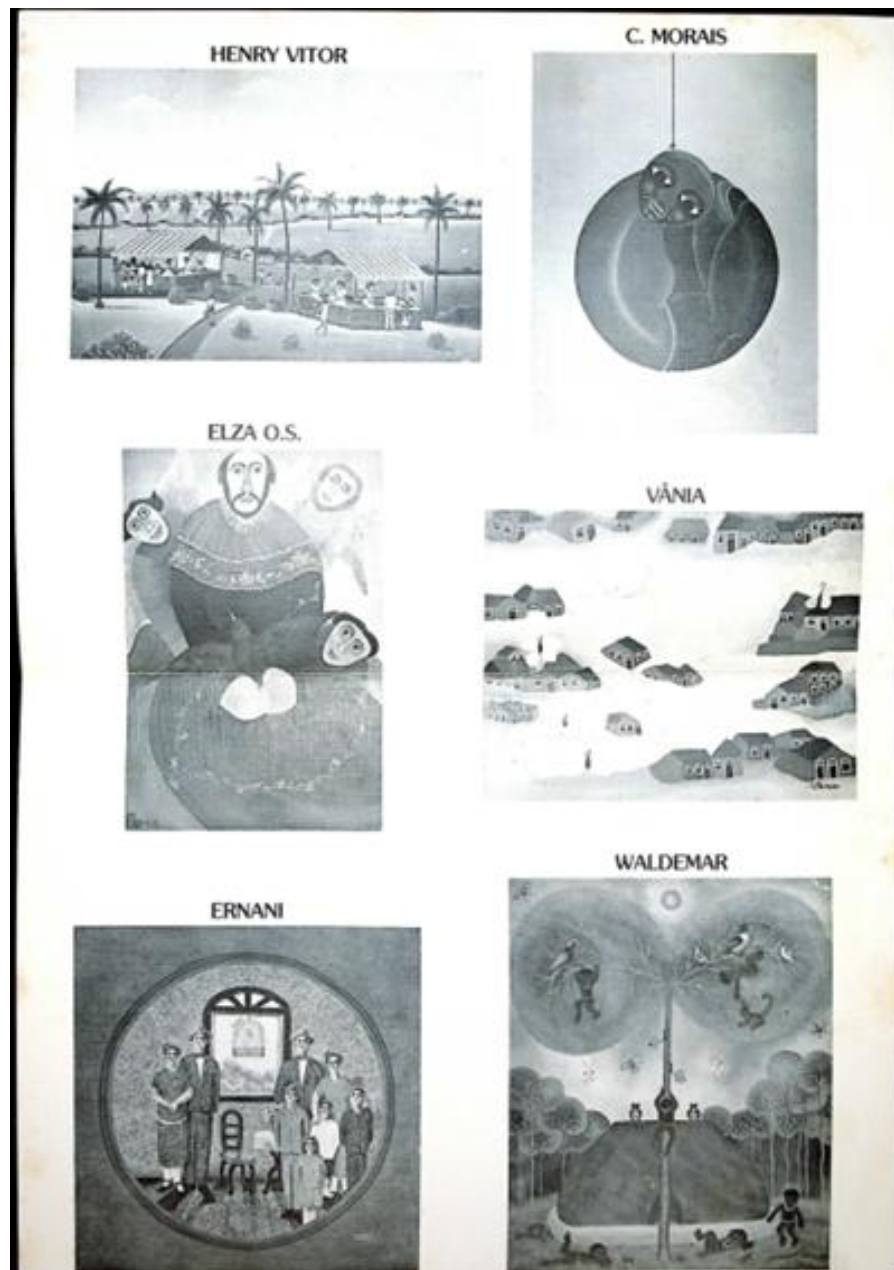 HENRY VITOR
C. MORAIS
ELZA O.S.
VÂNIA
ERNANI
WALDEMAR